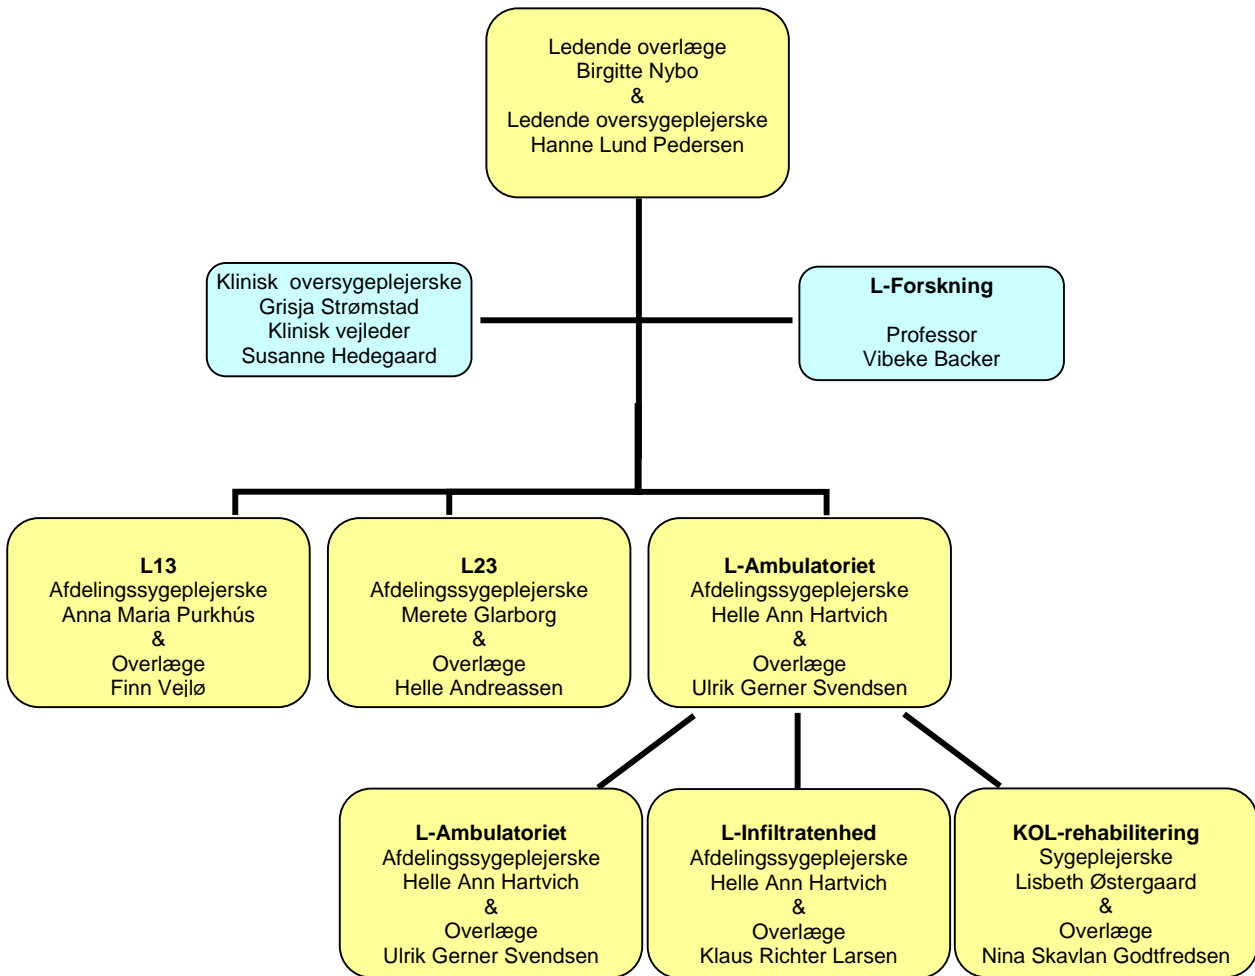 Ledende overlæge
Birgitte Nybo
&
Ledende oversygeplejerske
Hanne Lund Pedersen
Klinisk oversygeplejerske
Grisja Strømstad
Klinisk vejleder
Susanne Hedegaard
L-Forskning
Professor
Vibeke Backer
L13
Afdelingssygeplejerske
Anna Maria Purkhús
&
Overlæge
Finn Vejlø
L23
Afdelingssygeplejerske
Merete Glarborg
&
Overlæge
Helle Andreassen
L-Ambulatoriet
Afdelingssygeplejerske
Helle Ann Hartvich
&
Overlæge
Ulrik Gerner Svendsen
L-Ambulatoriet
Afdelingssygeplejerske
Helle Ann Hartvich
&
Overlæge
Ulrik Gerner Svendsen
L-Infiltratenhed
Afdelingssygeplejerske
Helle Ann Hartvich
&
Overlæge
Klaus Richter Larsen
KOL-rehabilitering
Sygeplejerske
Lisbeth Østergaard
&
Overlæge
Nina Skavlan Godtfredsen